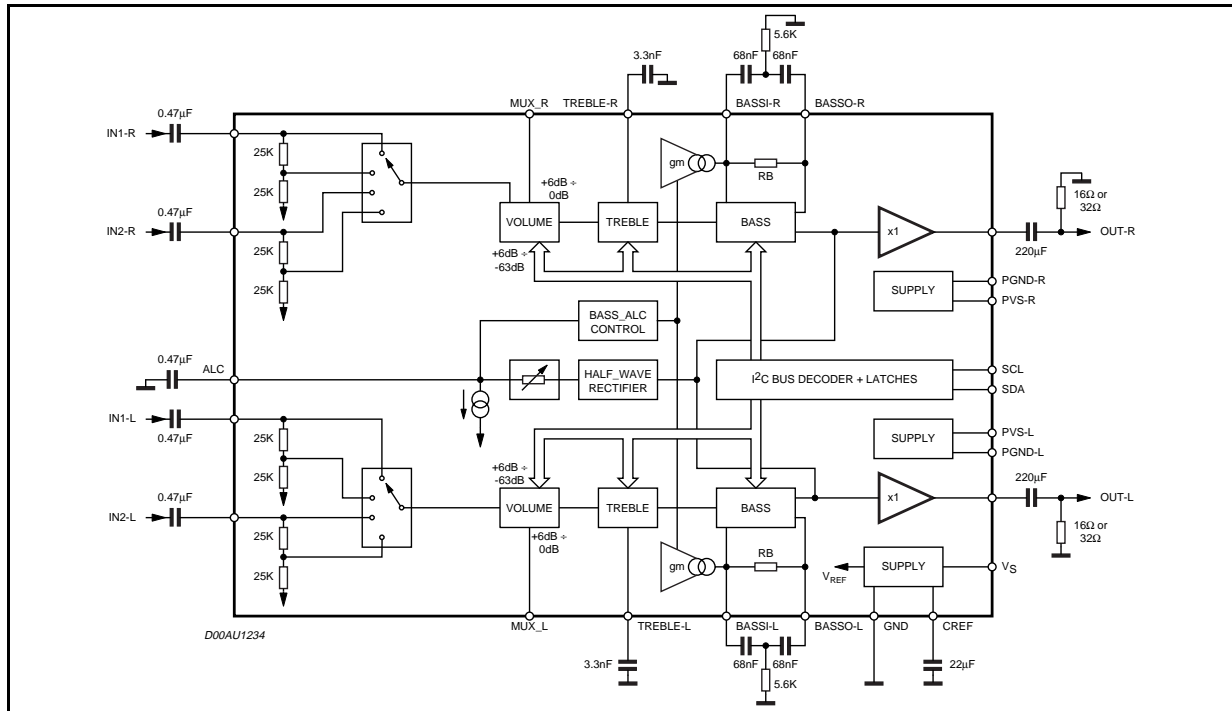 5.6K
3.3nF
68nF
68nF
0.47µF
MUX_R
TREBLE-R
BASSI-R
BASSO-R
IN1-R
25K
gm
RB
25K
+6dB ÷
0dB
16Ω or
32Ω
0.47µF
VOLUME
TREBLE
BASS
x1
OUT-R
IN2-R
220µF
25K
+6dB ÷
-63dB
25K
SUPPLY
PGND-R
PVS-R
BASS_ALC
CONTROL
0.47µF
ALC
HALF_WAVE
RECTIFIER
I2C BUS DECODER + LATCHES
SCL
SDA
IN1-L
0.47µF
25K
SUPPLY
PVS-L
PGND-L
25K
+6dB ÷
-63dB
0.47µF
220µF
VOLUME
TREBLE
BASS
x1
OUT-L
IN2-L
25K
+6dB ÷
0dB
16Ω or
32Ω
25K
gm
RB
VREF
SUPPLY
VS
D00AU1234
MUX_L
TREBLE-L
BASSI-L
BASSO-L
GND
CREF
3.3nF
68nF
68nF
22µF
5.6K